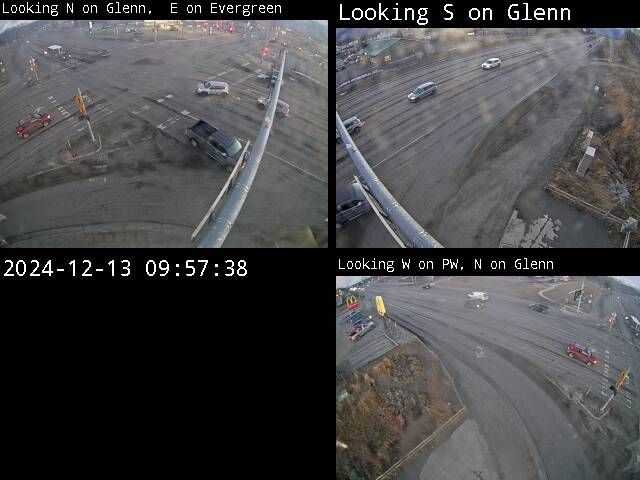 Looking N on Glenn,  E on Evergreen
Looking S on Glenn
2024-12-13 09:57:38
Looking W on PW, N on Glenn